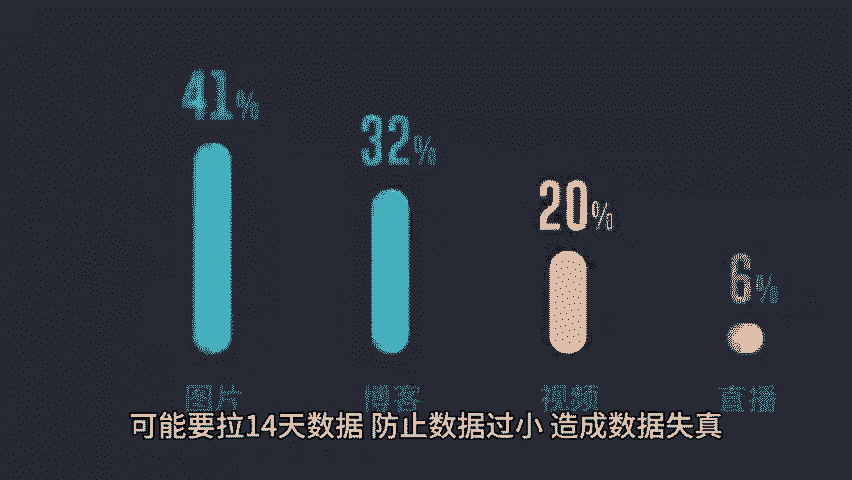 41%
32%
20%
6%
图片
博客
视频
直播
可能要拉14天数据 防止数据过小 造成数据失真